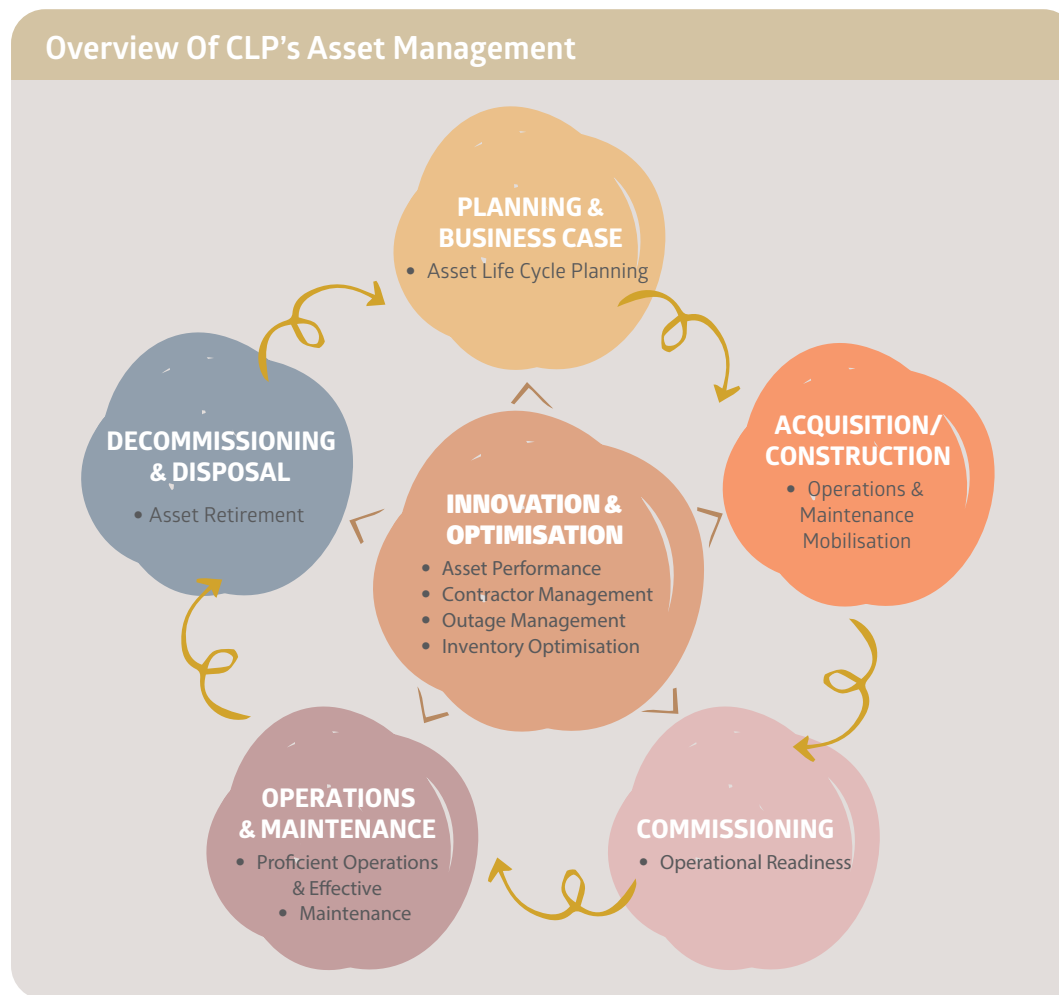 Overview Of CLP's Asset Management
PLANNING &
BUSINESS CASE
• Asset Life Cycle Planning
ACQUISITION/
CONSTRUCTION
• Operations &
Maintenance
Mobilisation
DECOMMISSIONING
& DISPOSAL
• Asset Retirement
INNOVATION &
OPTIMISATION
• Asset Performance
• Contractor Management
• Outage Management
• Inventory Optimisation
OPERATIONS
& MAINTENANCE
• Proficient Operations
& Effective
• Maintenance
COMMISSIONING
• Operational Readiness